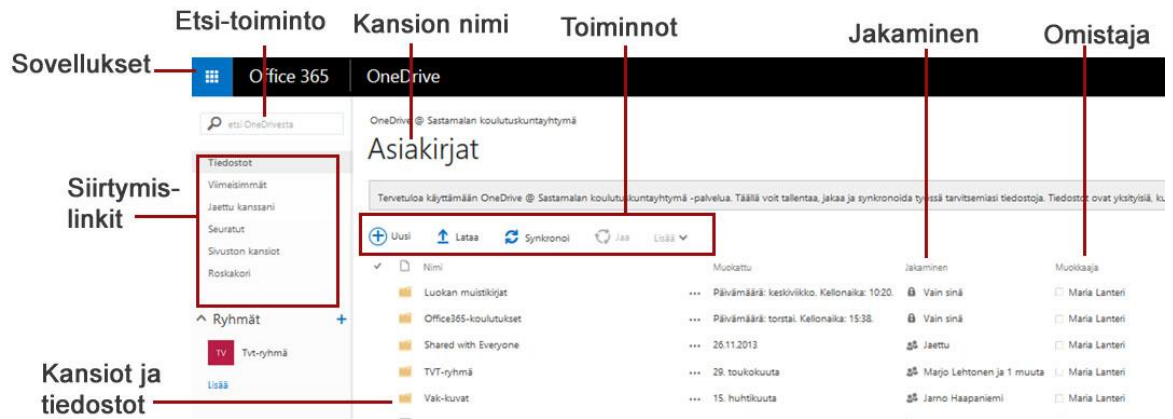 Etsi-toiminto Kansion nimi Toiminnot Jakaminen Omistaja
Sovellukset
Office 365 OneDrive
etsi OneDrivesta
OneDrive @ Sastamalan koulutuskuntayhtymä
Asiakirjat
Siirtymis-
linkit
Tiedostot
Viimeisimmät
Jaettu kanssani
Seuratut
Sivuston kansiot
Roskakori
Tervetuloa käyttämään OneDrive @ Sastamalan koulutuskuntayhtymä -palvelua. Täällä voit tallentaa, jakaa ja synkronoida työssä tarvitsemiasi tiedostoja. Tiedostot ovat yksityisiä, ku
Uusi Lataa Synkronoi Jaa Lisää
Nimi Muokattu Jakaminen Muokkaaja
Luokan muistikirjat ... Päivämäärä: keskiviikko. Kellonaika: 10:20. Vain sinä Maria Lanteri
Office365-koulutukset ... Päivämäärä: torstai. Kellonaika: 15:38. Vain sinä Maria Lanteri
Shared with Everyone ... 26.11.2013 Jaettu Maria Lanteri
TVT-ryhmä ... 29. toukokuuta Marjo Lehtonen ja 1 muuta Maria Lanteri
Vak-kuvat ... 15. huhtikuuta Jarno Haapaniemi Maria Lanteri
Ryhmät +
TV Tvt-ryhmä
Lisää
Kansiot ja
tiedostot